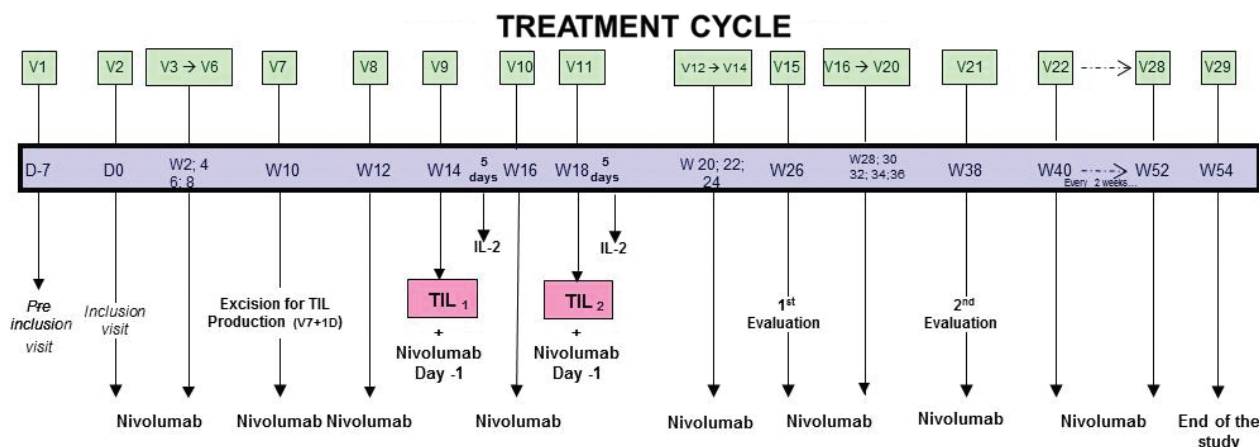 TREATMENT CYCLE
V1 V2 V3 → V6 V7 V8 V9 V10 V11 V12 → V14 V15 V16 → V20 V21 V22 V28 V29
D-7 D0 W2; 4 6; 8 W10 W12 W14 5 days W16 W18 5 days W 20; 22; 24 W26 W28; 30 32; 34;36 W38 W40 Every 2 weeks... W52 W54
IL-2 IL-2
TIL 1 TIL 2
Pre inclusion visit
Inclusion visit
Excision for TIL
Production (V7+1D)
+
Nivolumab
Day -1
+
Nivolumab
Day -1
1st
Evaluation
2nd
Evaluation
Nivolumab Nivolumab Nivolumab Nivolumab Nivolumab Nivolumab Nivolumab Nivolumab End of the
study